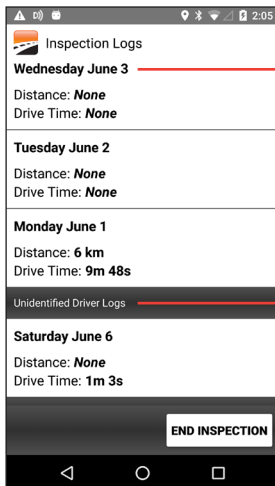 2:05
Inspection Logs
Wednesday June 3
Distance: None
Drive Time: None
Tuesday June 2
Distance: None
Drive Time: None
Monday June 1
Distance: 6 km
Drive Time: 9m 48s
Unidentified Driver Logs
Saturday June 6
Distance: None
Drive Time: 1m 3s
END INSPECTION